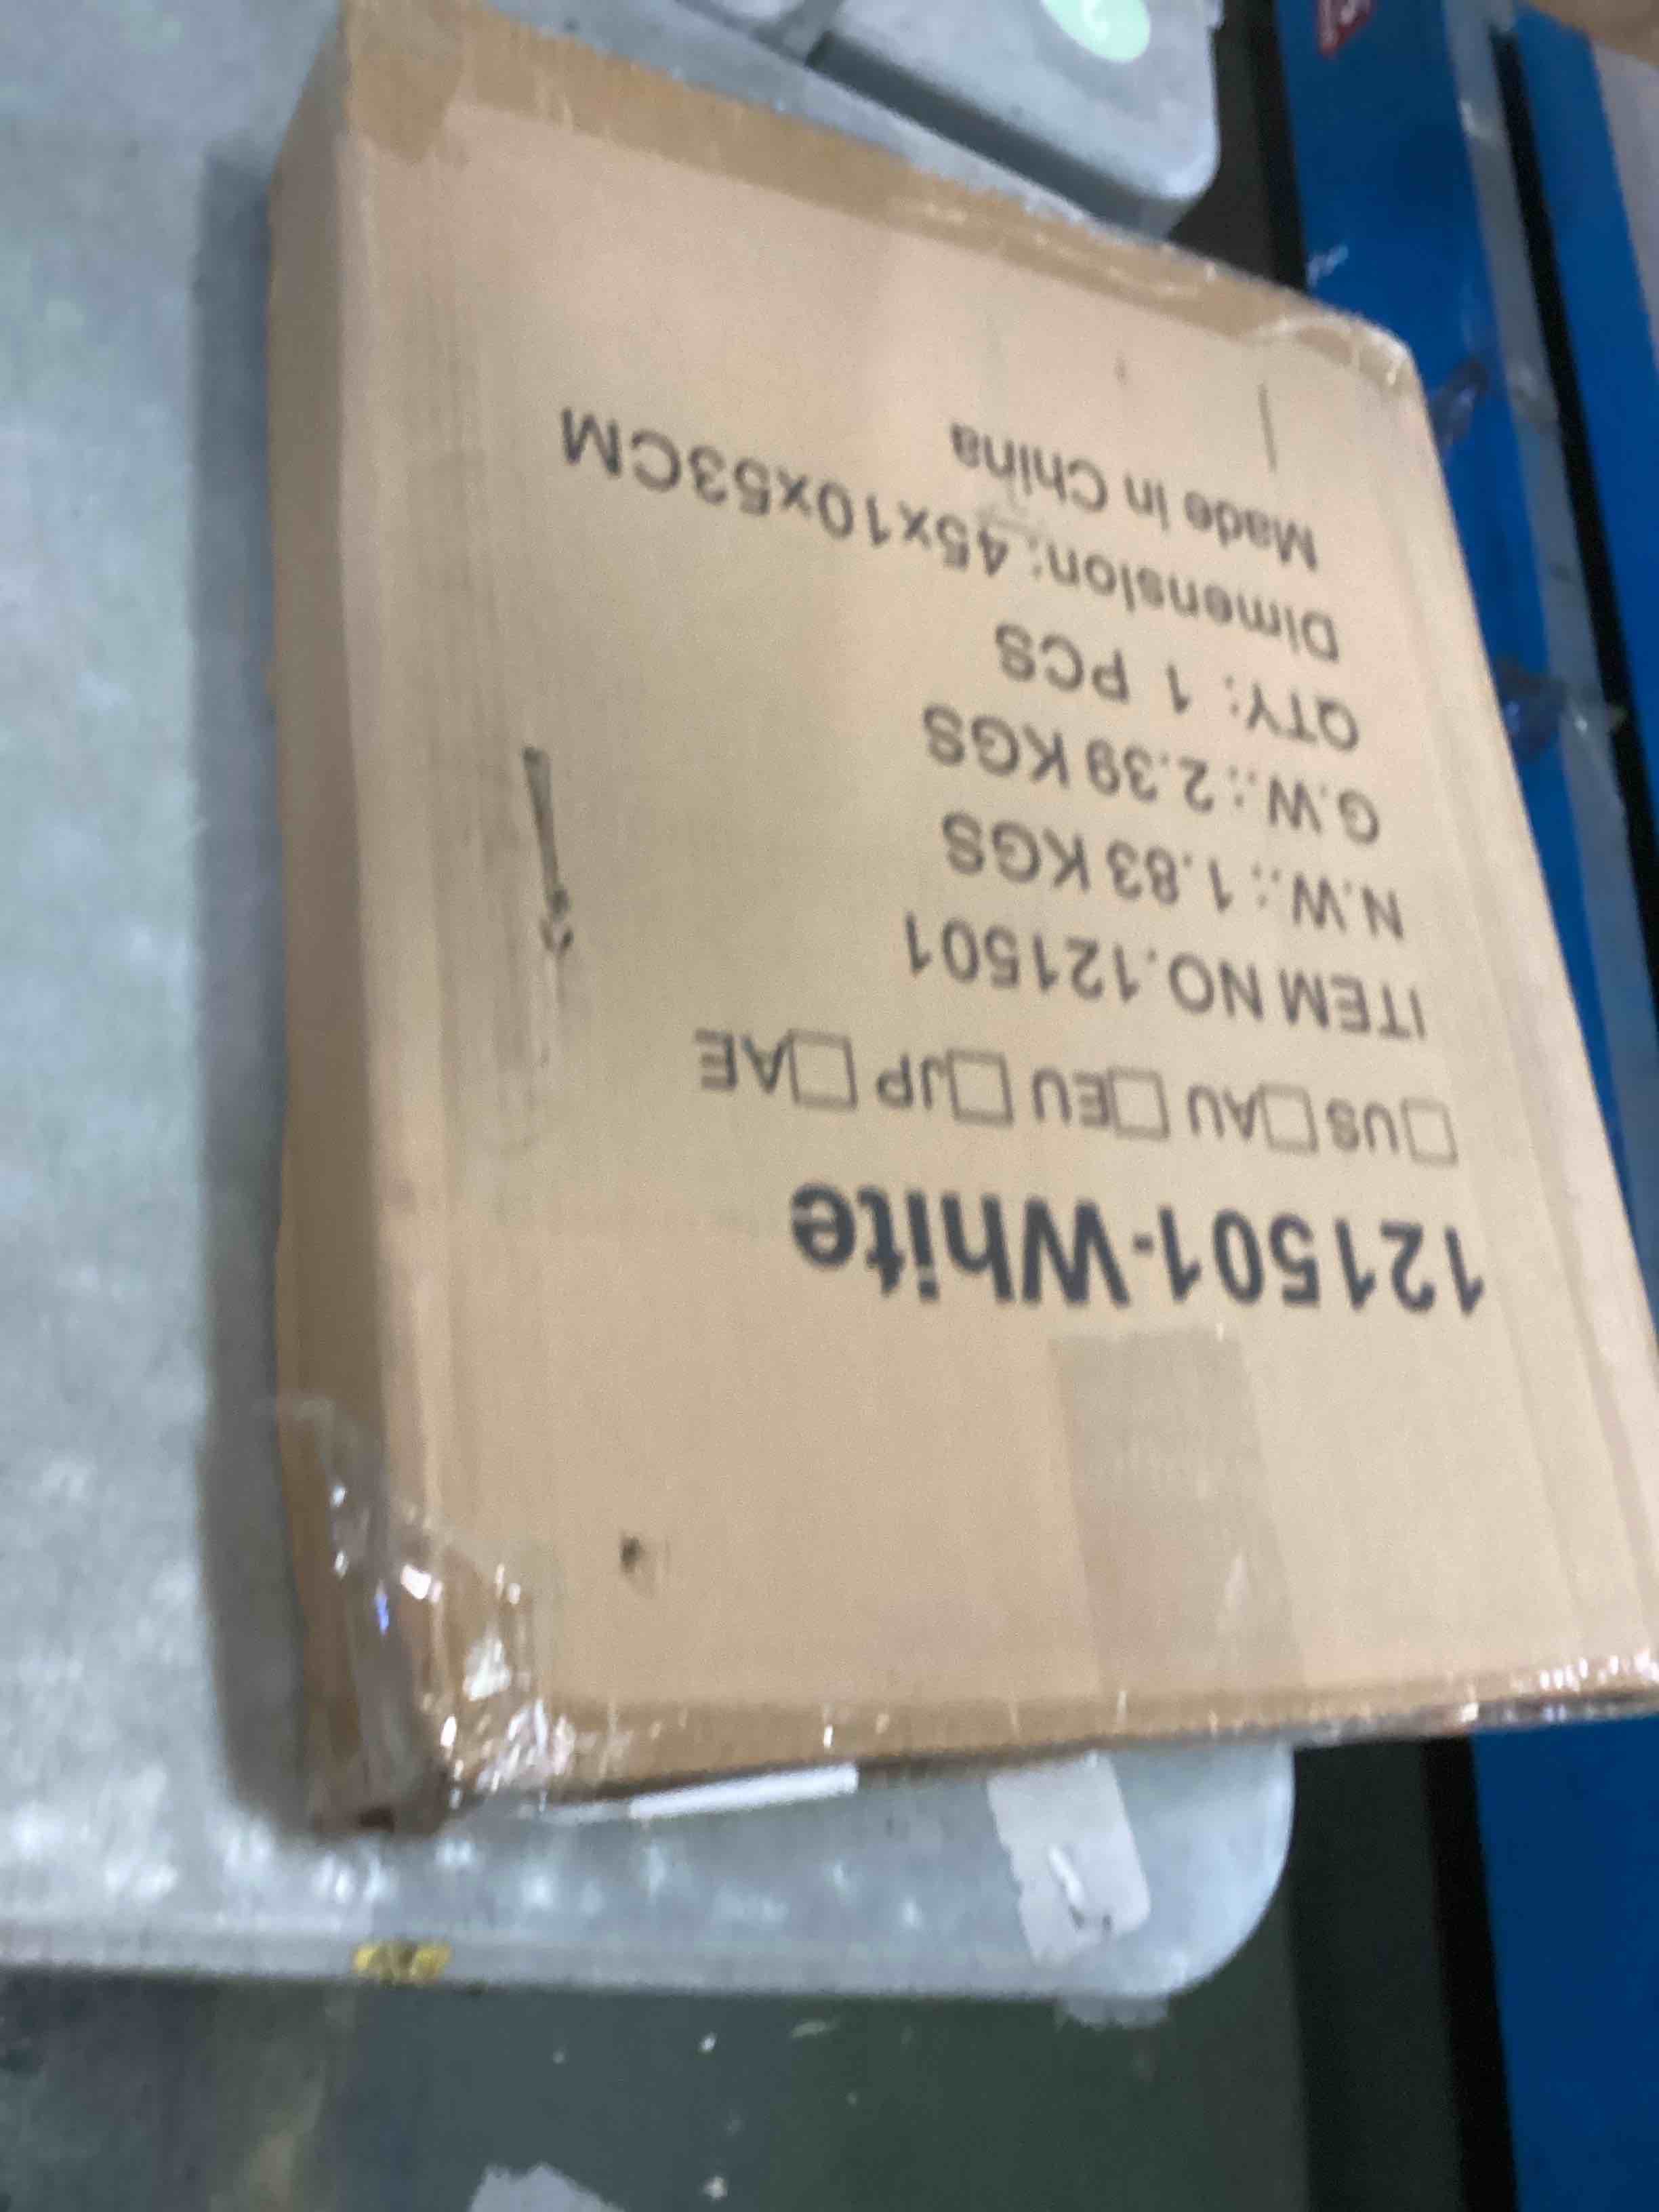 121501-White
□US□AU□EU□JP□AE
ITEM NO.121501
N.W.: 1.83 KGS
G.W.: 2.39 KGS
QTY: 1 PCS
Dimension: 45x10x53CM
Made in China